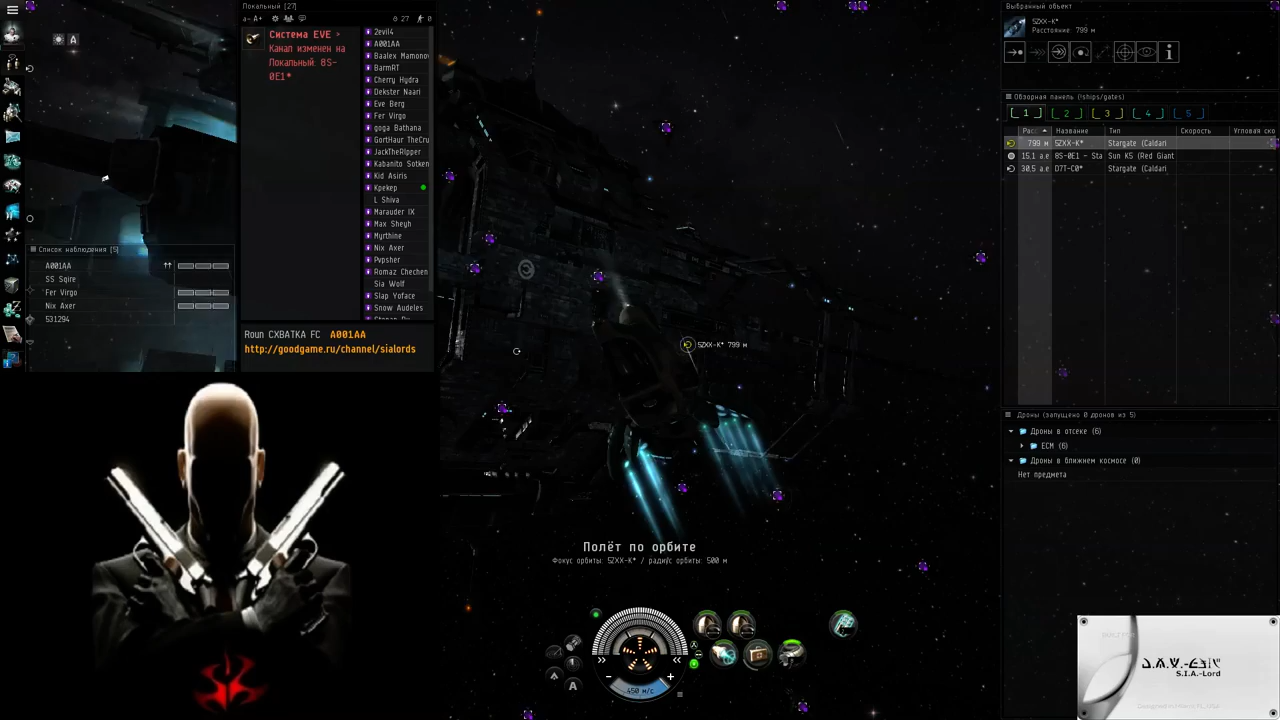 Локальный [27]
а- А+
27
0
Система EVE >
Канал изменен на
Локальный: 8S-
0E1*
2evil4
A001AA
Baalex Mamonov
BarmRT
Cherry Hydra
Dekster Naari
Eve Berg
Fer Virgo
goga Bathana
GortHaur TheCru
JackTheRIpper
Kabanito Sotken
Kid Asiris
Kpekep
L Shiva
Marauder IX
Max Sheyh
Myrthine
Nix Axer
Pvpsher
Romaz Chechen
Sia Wolf
Slap Yoface
Snow Audeles
A
Список наблюдения [5]
A001AA
SS Sqire
Fer Virgo
Nix Axer
531294
Roun СХВАТКА FC A001AA
http://goodgame.ru/channel/sialords
5ZXX-K* 799 м
Полёт по орбите
Фокус орбиты: 5ZXX-K* / радиус орбиты: 500 м
450 м/с
A
Выбранный объект
5ZXX-K*
Расстояние: 799 м
Обзорная панель (!ships/gates)
1 2 3 4 5
Расс Название Тип Скорость Угловая ско
799 м 5ZXX-K* Stargate (Caldari
15,1 а.е 8S-0E1 - Sta Sun K5 (Red Giant
30,5 а.е D7T-C0* Stargate (Caldari
Дроны (запущено 0 дронов из 5)
Дроны в отсеке (6)
ECM (6)
Дроны в ближнем космосе (0)
Нет предмета
S.I.A.-Lord